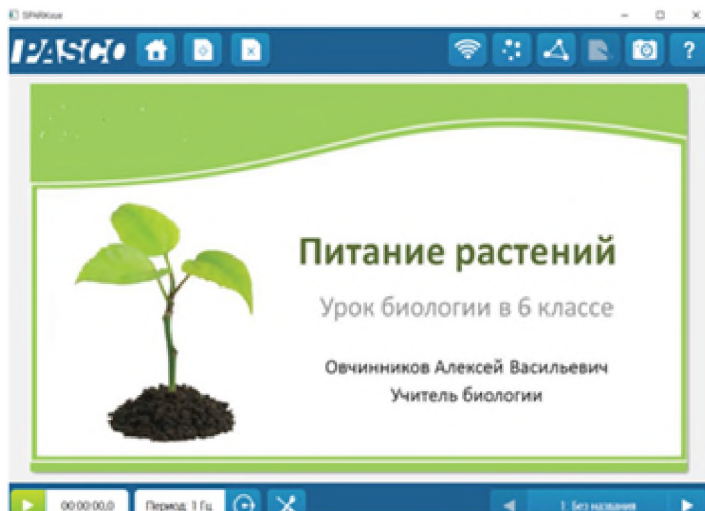 SPARKvue
PASCO
?
Питание растений
Урок биологии в 6 классе
Овчинников Алексей Васильевич
Учитель биологии
00:00:00,0
Период: 1 Гц
1: Без названия